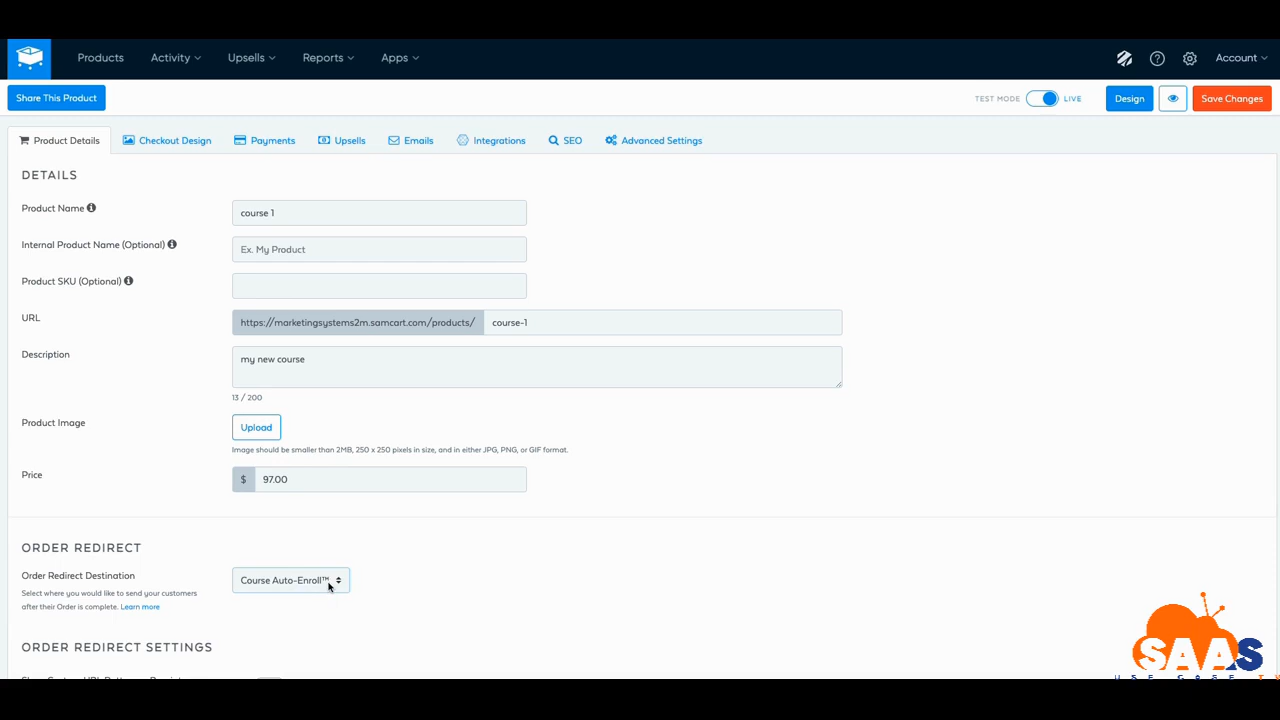 Products Activity Upsells Reports Apps Account
Share This Product TEST MODE LIVE Design Save Changes
Product Details Checkout Design Payments Upsells Emails Integrations SEO Advanced Settings
DETAILS
Product Name course 1
Internal Product Name (Optional) Ex. My Product
Product SKU (Optional)
URL https://marketingsystems2m.samcart.com/products/ course-1
Description my new course
13 / 200
Product Image Upload
Image should be smaller than 2MB, 250 x 250 pixels in size, and in either JPG, PNG, or GIF format.
Price $ 97.00
ORDER REDIRECT
Order Redirect Destination Course Auto-Enroll™
Select where you would like to send your customers
after their Order is complete. Learn more
ORDER REDIRECT SETTINGS
SAAS